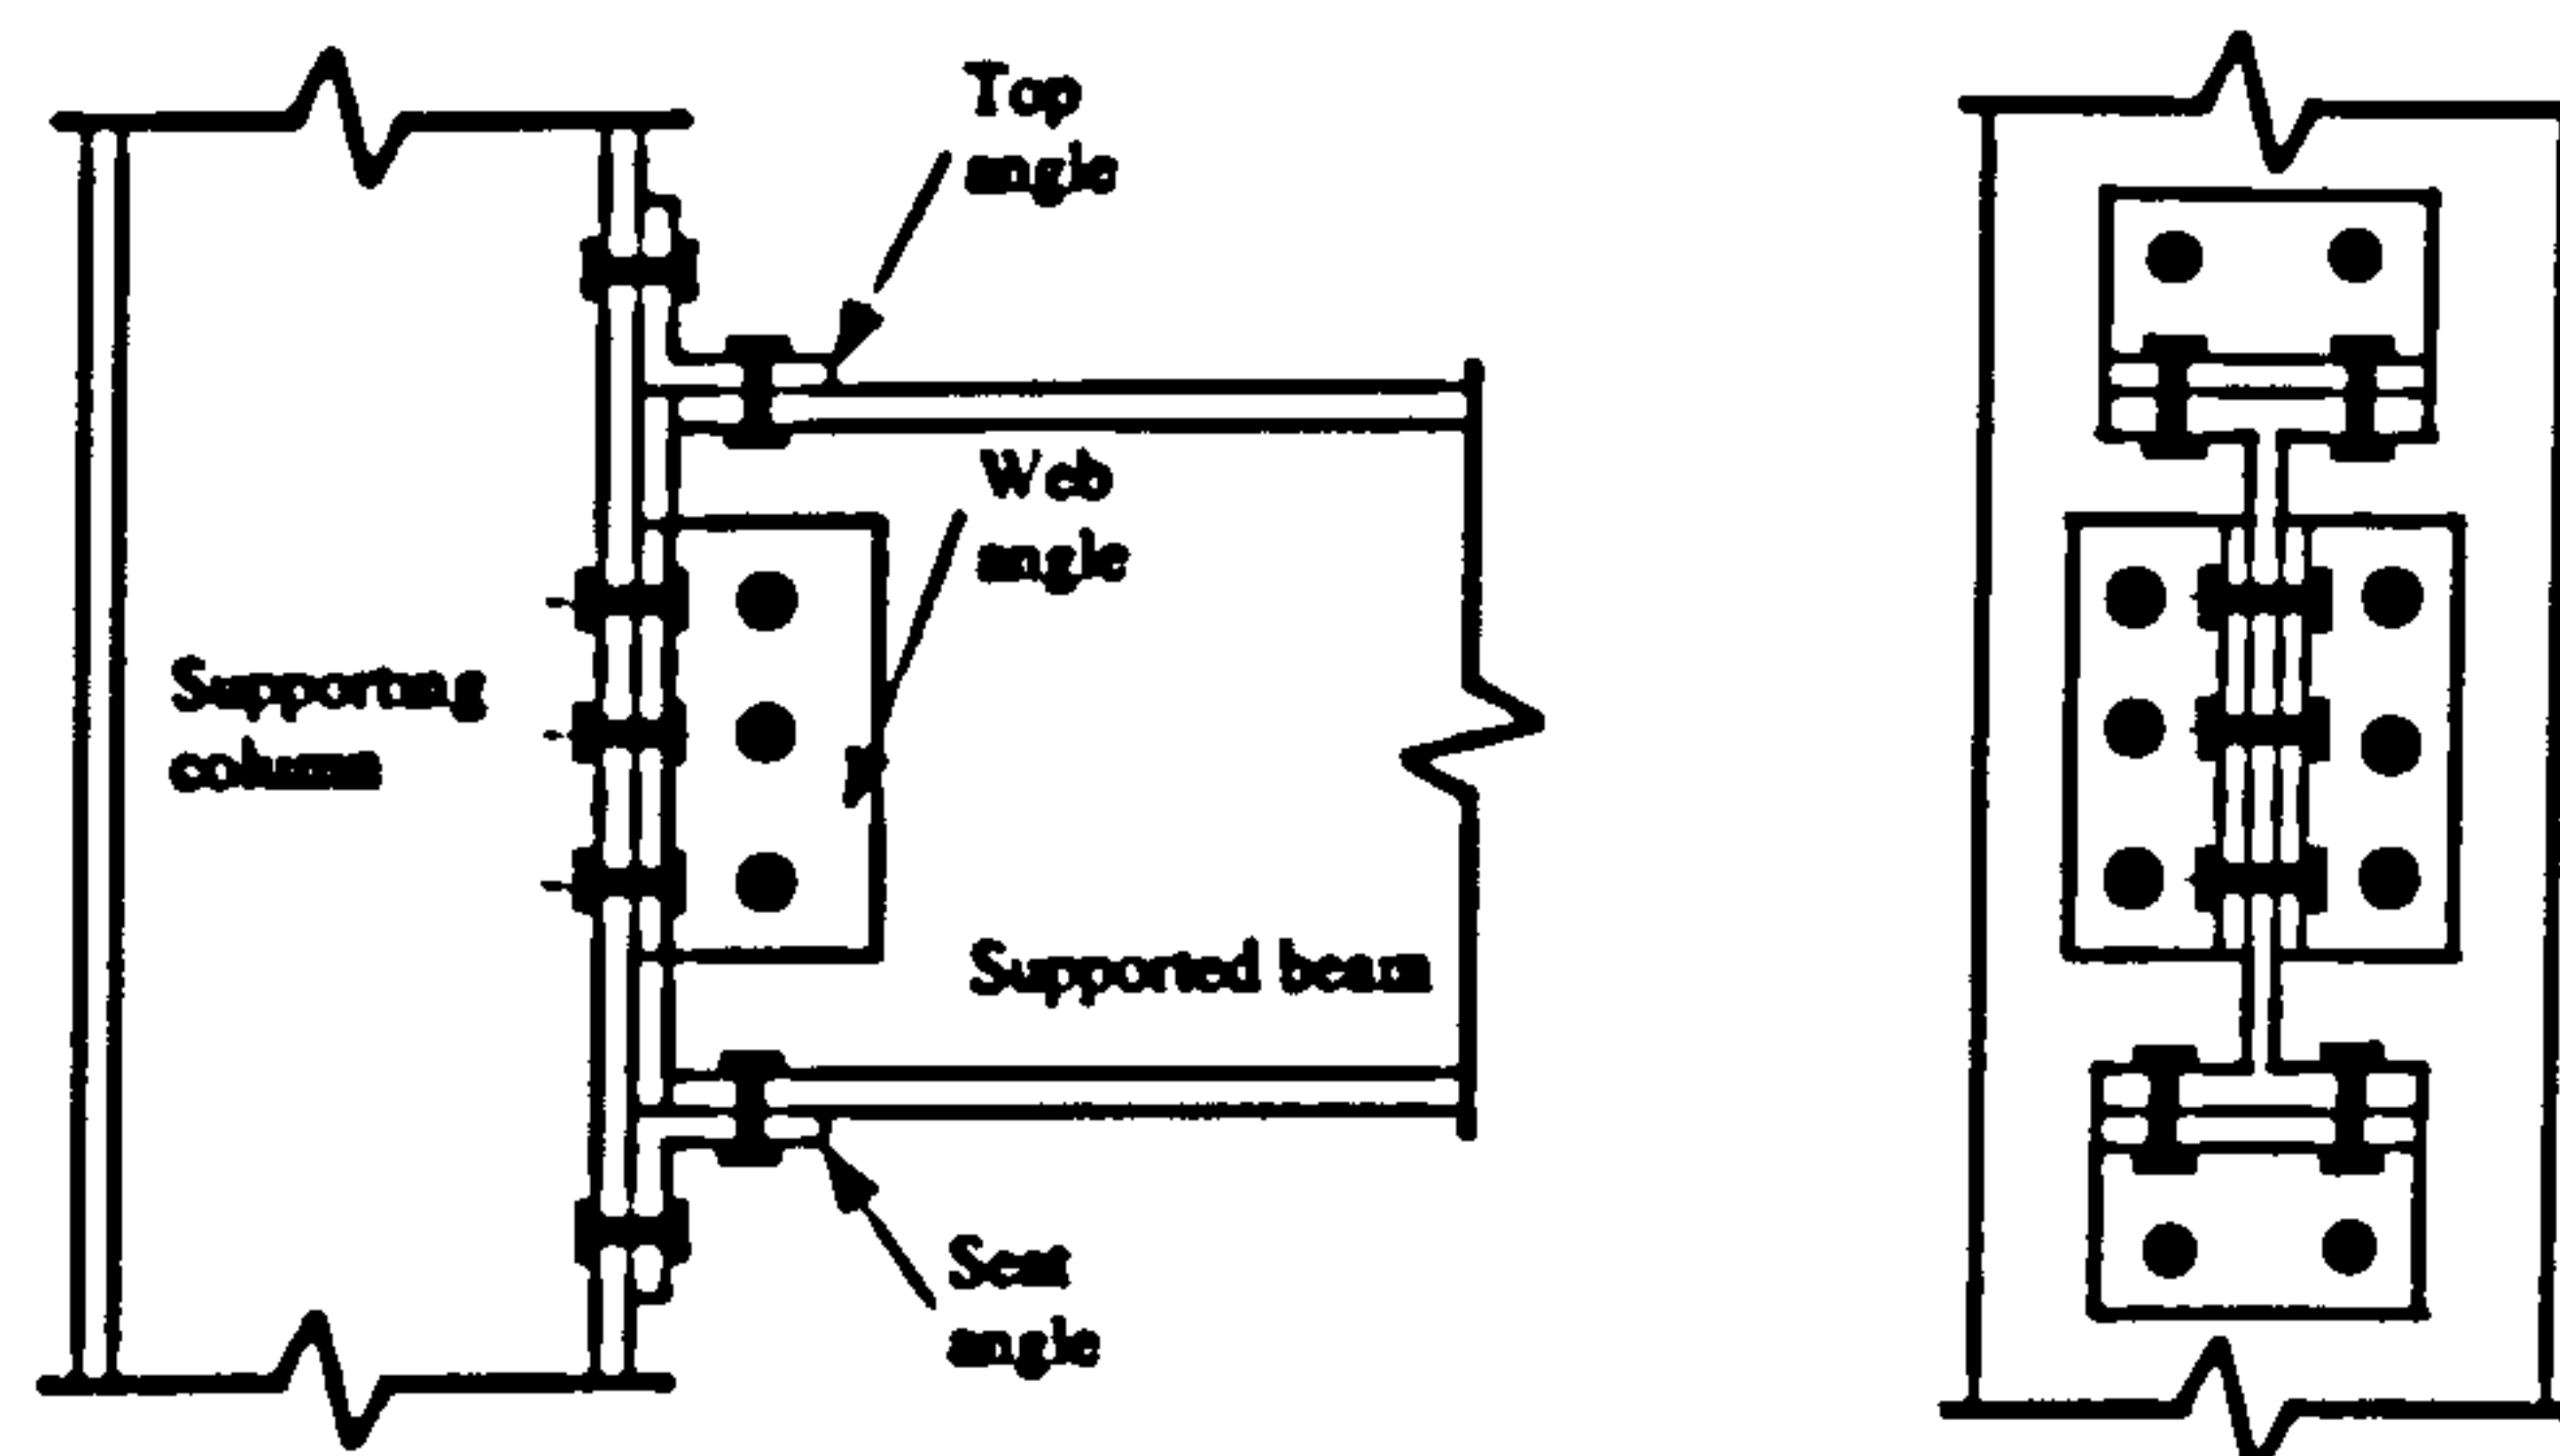 Top
angle
Web
angle
Supporting
column
Supported beam
Seat
angle